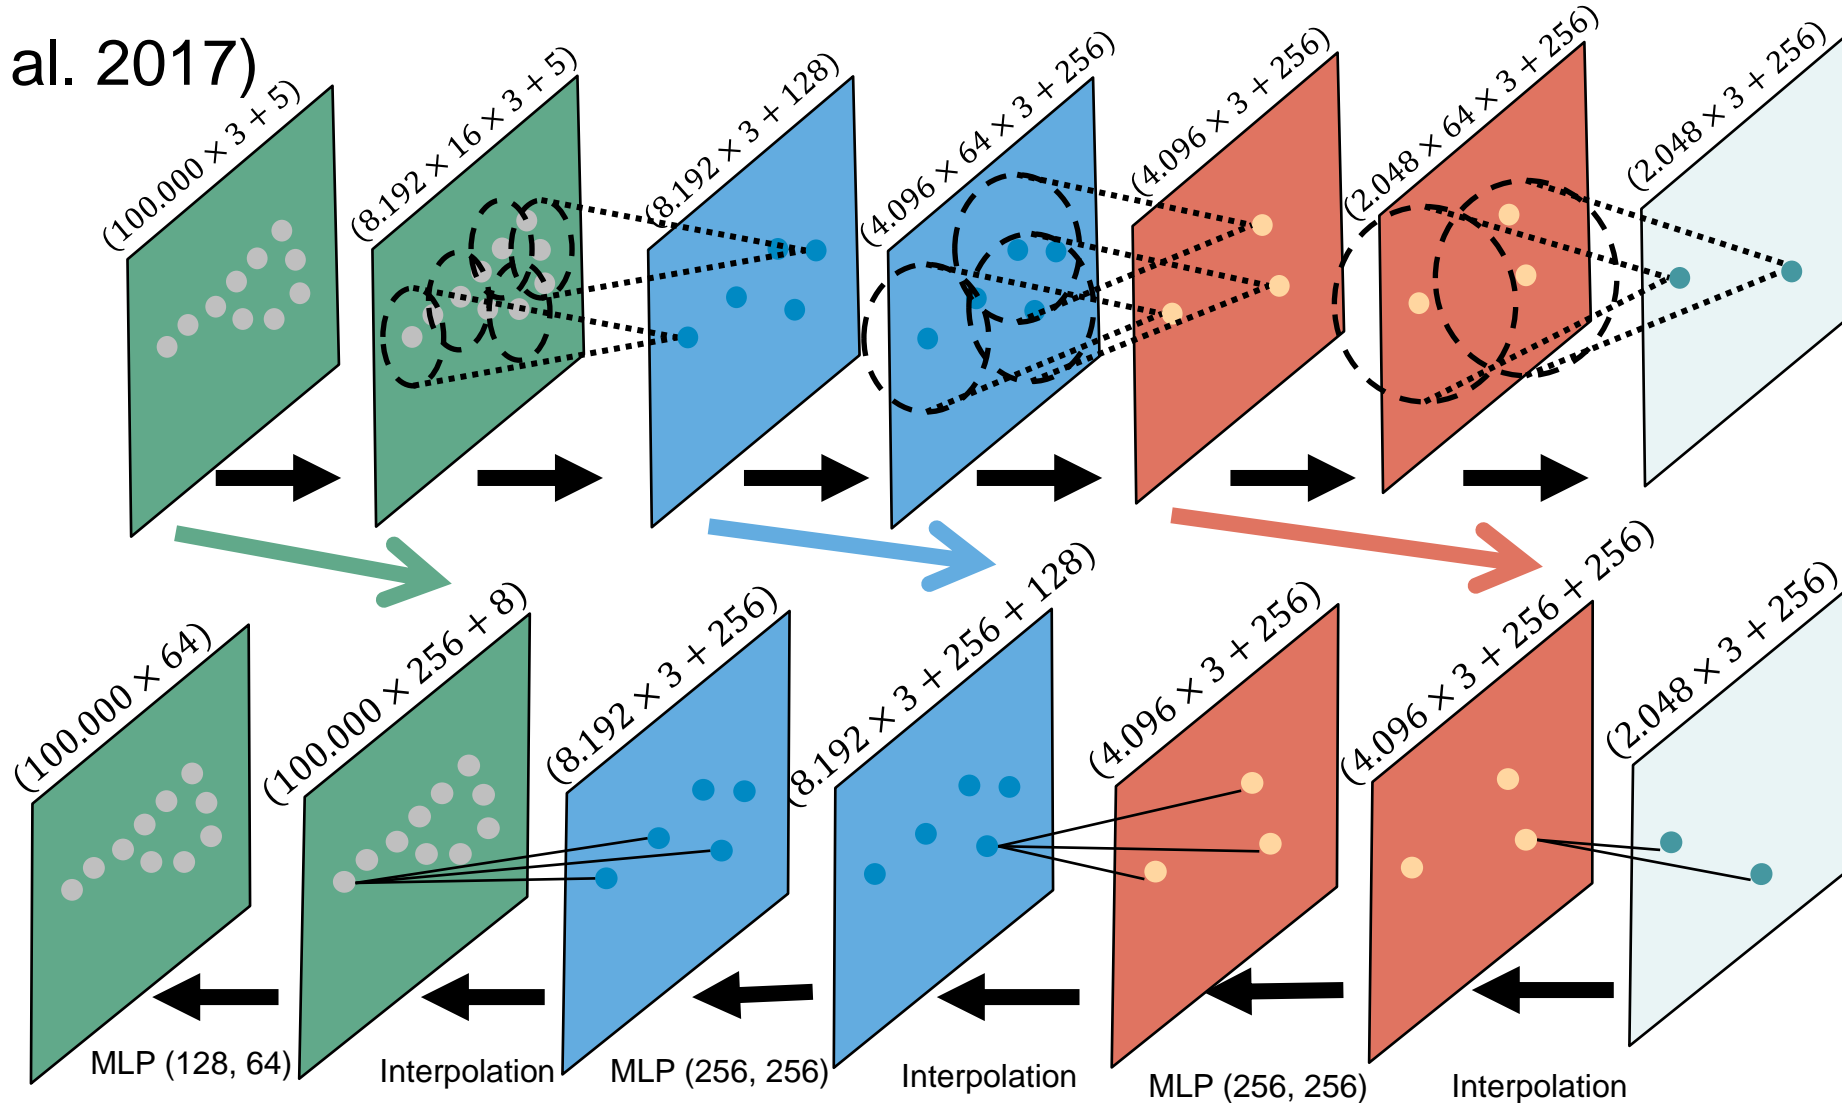 al. 2017)
(100.000 × 3 + 5)
(8.192 × 16 × 3 + 5)
(8.192 × 3 + 128)
(4.096 × 64 × 3 + 256)
(4.096 × 3 + 256)
(2.048 × 64 × 3 + 256)
(2.048 × 3 + 256)
(100.000 × 64)
(100.000 × 256 + 8)
(8.192 × 3 + 256)
(8.192 × 3 + 256 + 128)
(4.096 × 3 + 256)
(4.096 × 3 + 256 + 256)
(2.048 × 3 + 256)
MLP (128, 64)
Interpolation
MLP (256, 256)
Interpolation
MLP (256, 256)
Interpolation